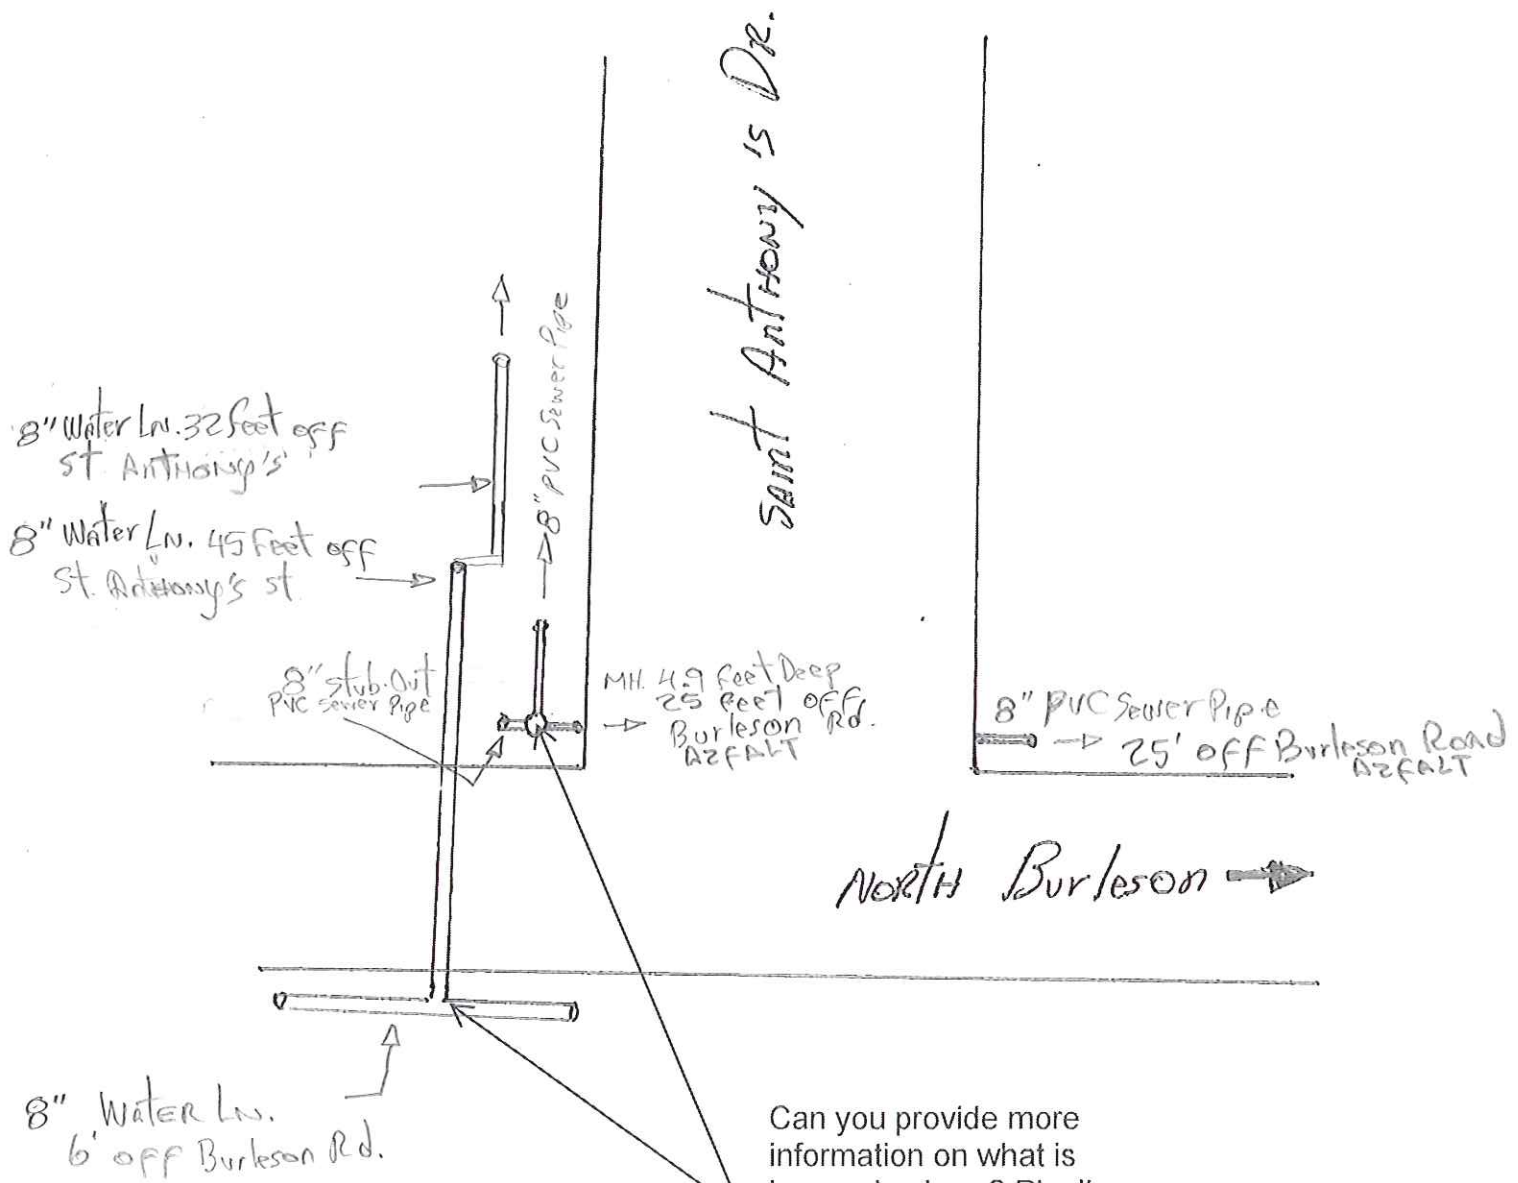 SAINT ANTHONY IS DR.
8" PVC Sewer Pipe
8" Water Ln. 32 feet off
St. ANTHONY'S
8" Water Ln. 45 feet off
St. ANTHONY'S St
8" Stub-Out
PVC Sewer Pipe
MH. 4.9 feet Deep
25 feet off
Burleson Rd.
AZFALT
8" PVC Sewer Pipe
25' off Burleson Road
AZFALT
NORTH Burleson
8" WATER LN.
6' off Burleson Rd.
Can you provide more
information on what is